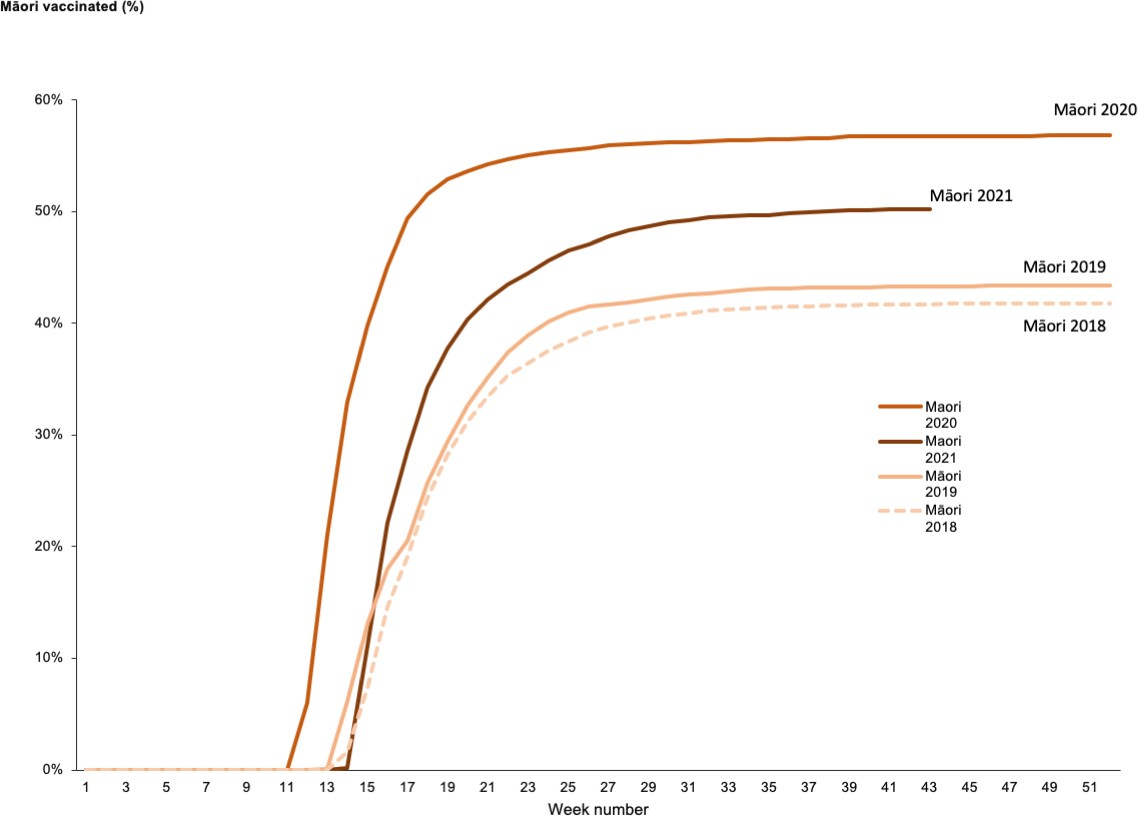 Māori vaccinated (%)
60%
Māori 2020
50%
Māori 2021
Māori 2019
40%
Māori 2018
Maori
2020
30%
Maori
2021
Māori
2019
Māori
2018
20%
10%
0%
1 3 5 7 9 11 13 15 17 19 21 23 25 27 29 31 33 35 37 39 41 43 45 47 49 51
Week number